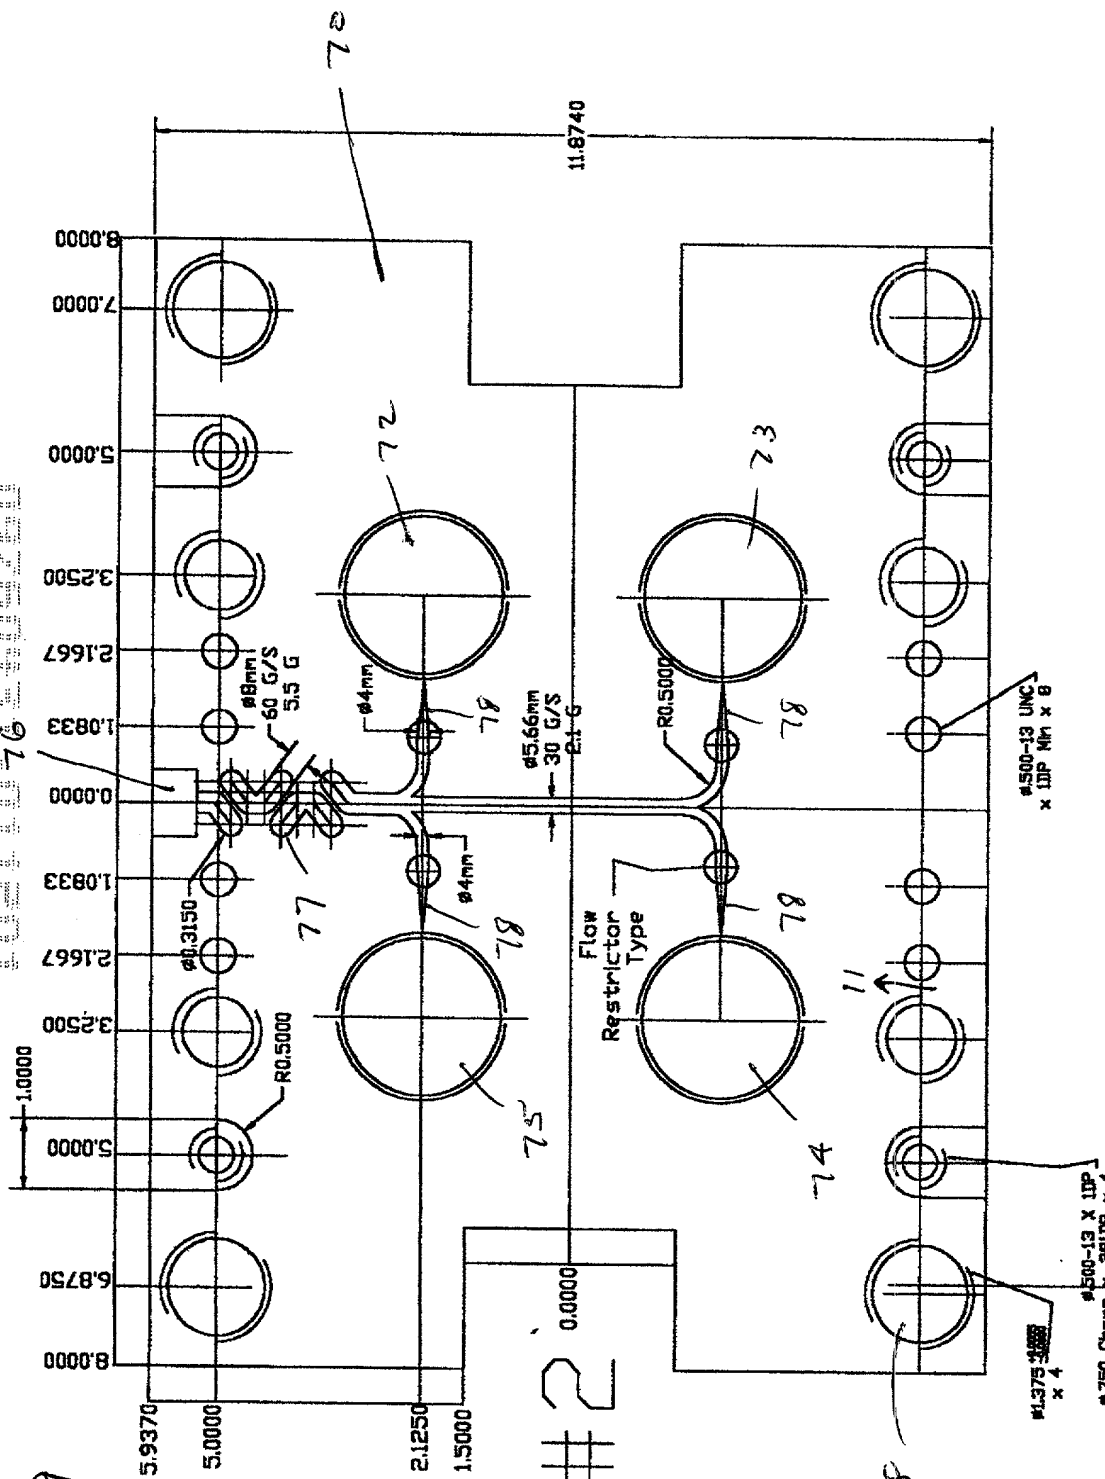 70
11.8740
8.0000
7.0000
5.0000
3.2500
2.1667
1.0833
0.0000
1.0833
2.1667
3.2500
5.0000
6.8750
8.0000
76
1.0000
R0.5000
ø0.3150
77
ø8mm
60 G/S
5.5 G
ø4mm
72
78
75
78
ø4mm
ø5.66mm
30 G/S
2.1 G
R0.5000
73
78
Flow
Restrictor
Type
78
74
11
5.9370
5.0000
2.1250
1.5000
0.0000
#2
8
ø.500-13 UNC
x 1DP Min x 8
ø1.375
x 4
ø.500-13 X 1DP